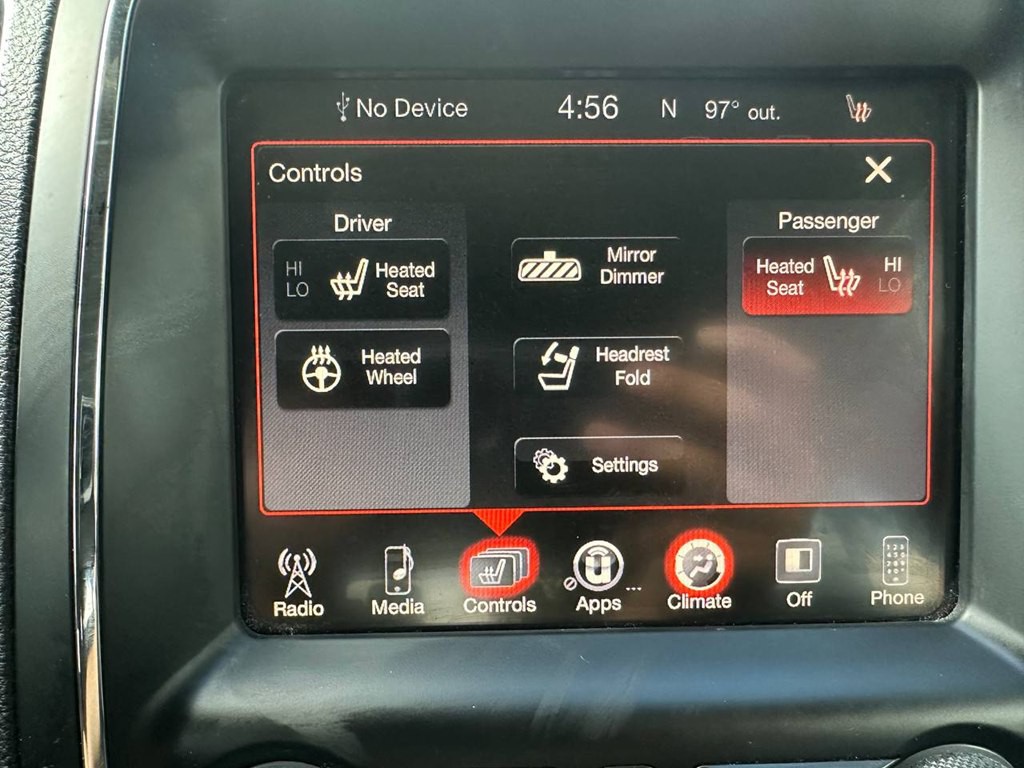 No Device 4:56 N 97° out.
Controls
Driver
HI
LO
Heated
Seat
Heated
Wheel
Mirror
Dimmer
Headrest
Fold
Settings
Passenger
Heated
Seat
HI
LO
Radio
Media
Controls
Apps
...
Climate
Off
Phone